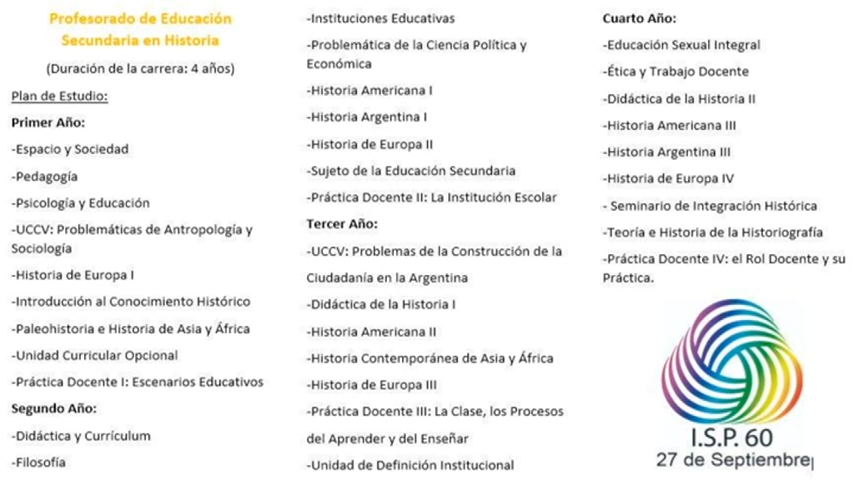 Profesorado de Educación
Secundaria en Historia
(Duración de la carrera: 4 años)
Plan de Estudio:
Primer Año:
-Espacio y Sociedad
-Pedagogía
-Psicología y Educación
-UCCV: Problemáticas de Antropología y
Sociología
-Historia de Europa I
-Introducción al Conocimiento Histórico
-Paleohistoria e Historia de Asia y África
-Unidad Curricular Opcional
-Práctica Docente I: Escenarios Educativos
Segundo Año:
-Didáctica y Currículum
-Filosofía
-Instituciones Educativas
-Problemática de la Ciencia Política y
Económica
-Historia Americana I
-Historia Argentina I
-Historia de Europa II
-Sujeto de la Educación Secundaria
-Práctica Docente II: La Institución Escolar
Tercer Año:
-UCCV: Problemas de la Construcción de la
Ciudadanía en la Argentina
-Didáctica de la Historia I
-Historia Americana II
-Historia Contemporánea de Asia y África
-Historia de Europa III
-Práctica Docente III: La Clase, los Procesos
del Aprender y del Enseñar
-Unidad de Definición Institucional
Cuarto Año:
-Educación Sexual Integral
-Ética y Trabajo Docente
-Didáctica de la Historia II
-Historia Americana III
-Historia Argentina III
-Historia de Europa IV
- Seminario de Integración Histórica
-Teoría e Historia de la Historiografía
-Práctica Docente IV: el Rol Docente y su
Práctica.
I.S.P. 60
27 de Septiembre